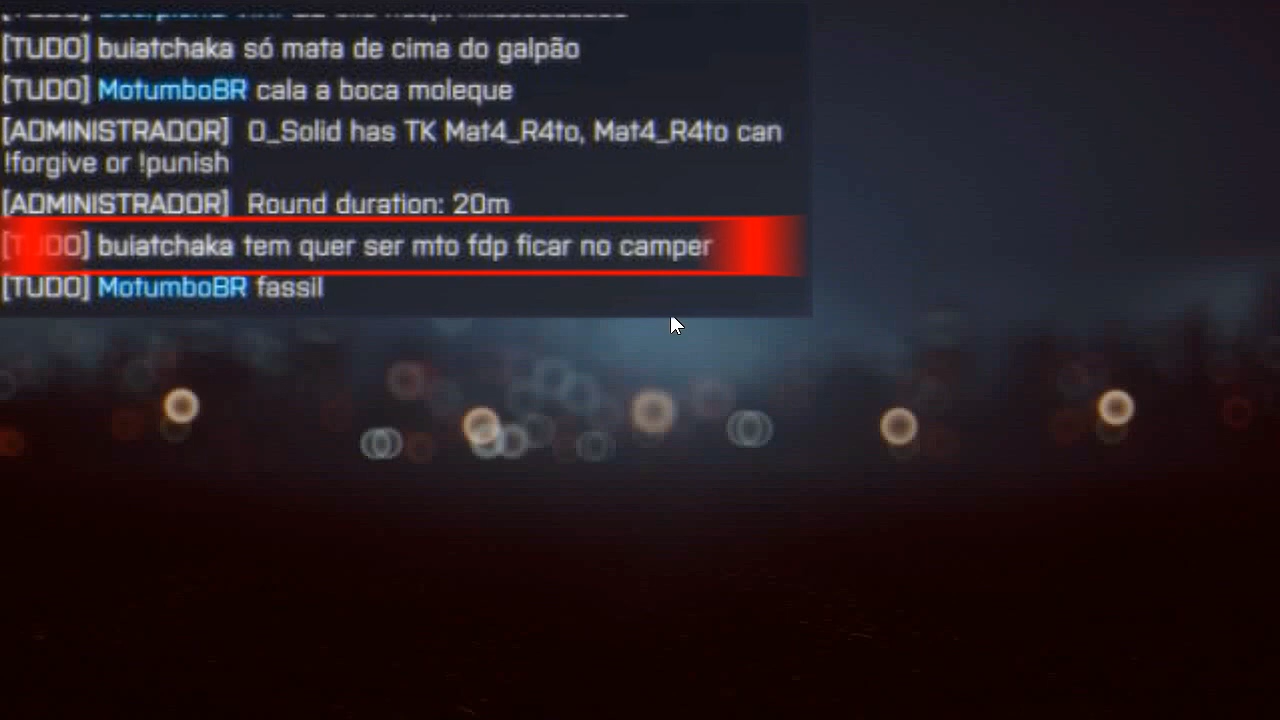 [TUDO] buiatchaka só mata de cima do galpão
[TUDO] MotumboBR cala a boca moleque
[ADMINISTRADOR] O_Solid has TK Mat4_R4to, Mat4_R4to can
!forgive or !punish
[ADMINISTRADOR] Round duration: 20m
[TUDO] buiatchaka tem quer ser mto fdp ficar no camper
[TUDO] MotumboBR fassil